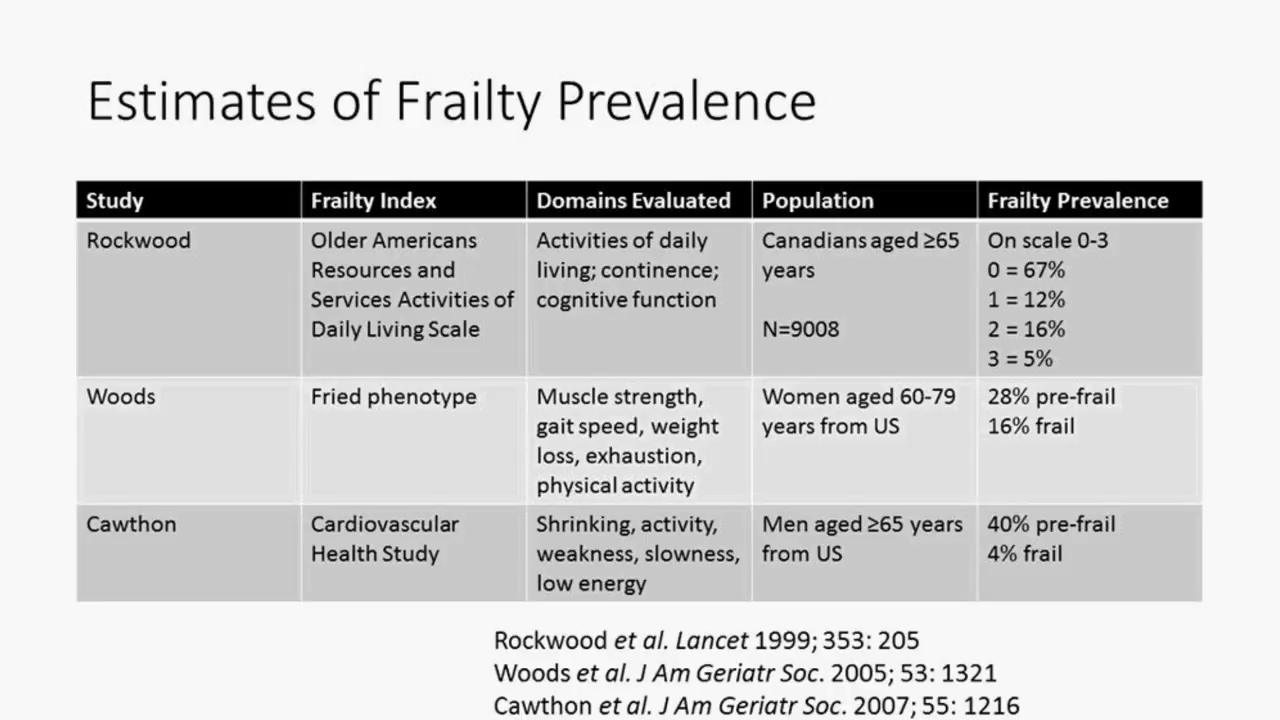 Estimates of Frailty Prevalence
Study
Frailty Index
Domains Evaluated
Population
Frailty Prevalence
Rockwood
Older Americans
Resources and
Services Activities of
Daily Living Scale
Activities of daily
living; continence;
cognitive function
Canadians aged ≥65
years
N=9008
On scale 0-3
0 = 67%
1 = 12%
2 = 16%
3 = 5%
Woods
Fried phenotype
Muscle strength,
gait speed, weight
loss, exhaustion,
physical activity
Women aged 60-79
years from US
28% pre-frail
16% frail
Cawthon
Cardiovascular
Health Study
Shrinking, activity,
weakness, slowness,
low energy
Men aged ≥65 years
from US
40% pre-frail
4% frail
Rockwood et al. Lancet 1999; 353: 205
Woods et al. J Am Geriatr Soc. 2005; 53: 1321
Cawthon et al. J Am Geriatr Soc. 2007; 55: 1216